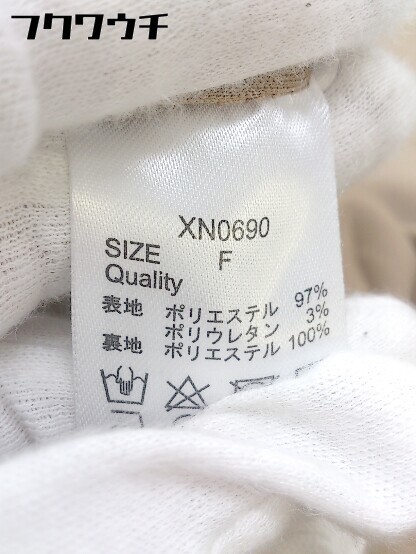 フクワウチ
XN0690
SIZE F
Quality
表地 ポリエステル 97%
ポリウレタン 3%
裏地 ポリエステル 100%